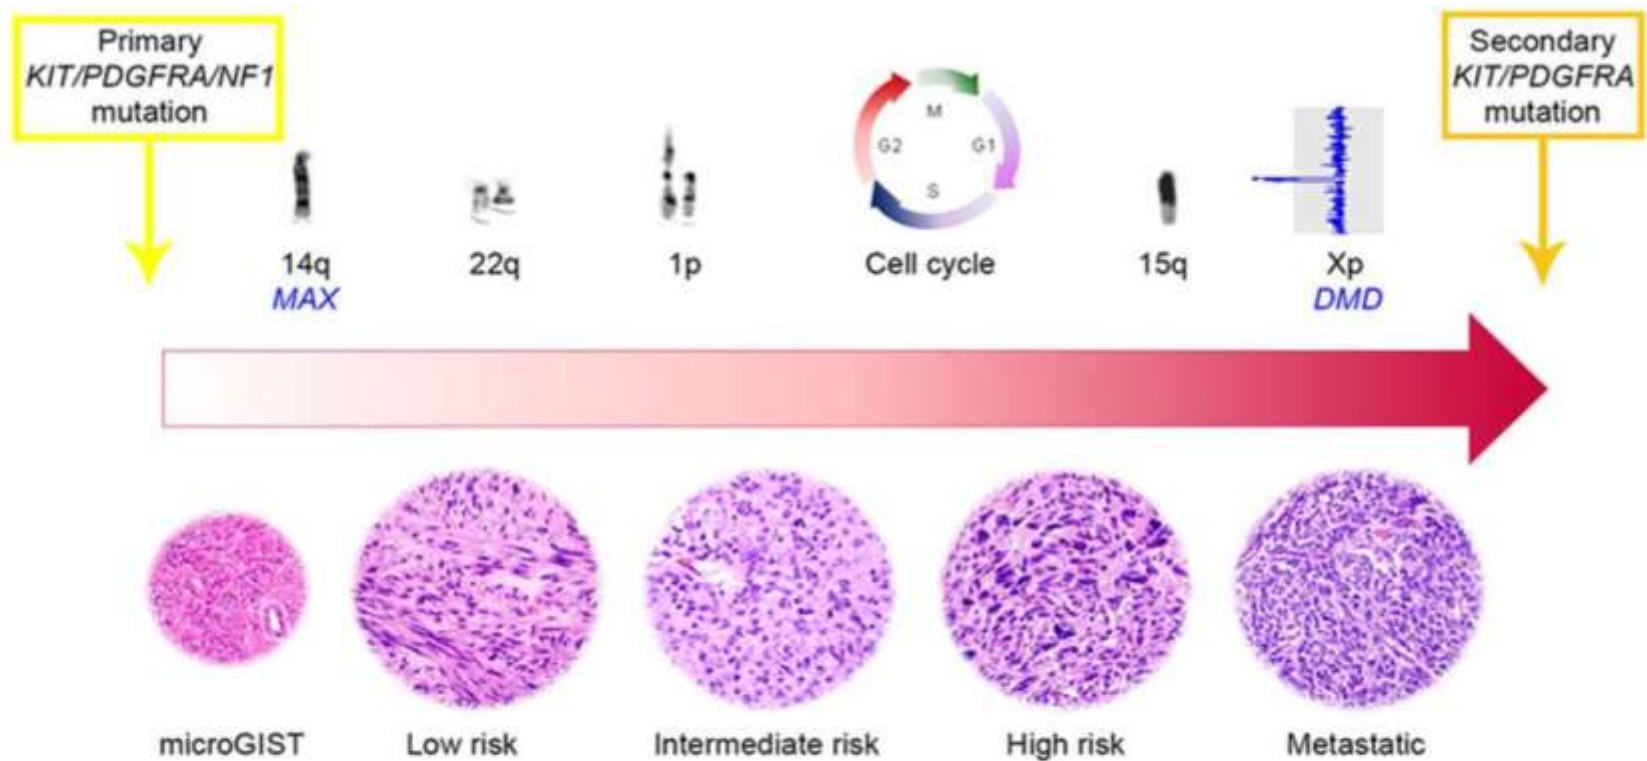 Primary
KIT/PDGFRA/NF1
mutation
Secondary
KIT/PDGFRA
mutation
M
G2
G1
S
14q
22q
1p
Cell cycle
15q
Xp
MAX
DMD
microGIST
Low risk
Intermediate risk
High risk
Metastatic